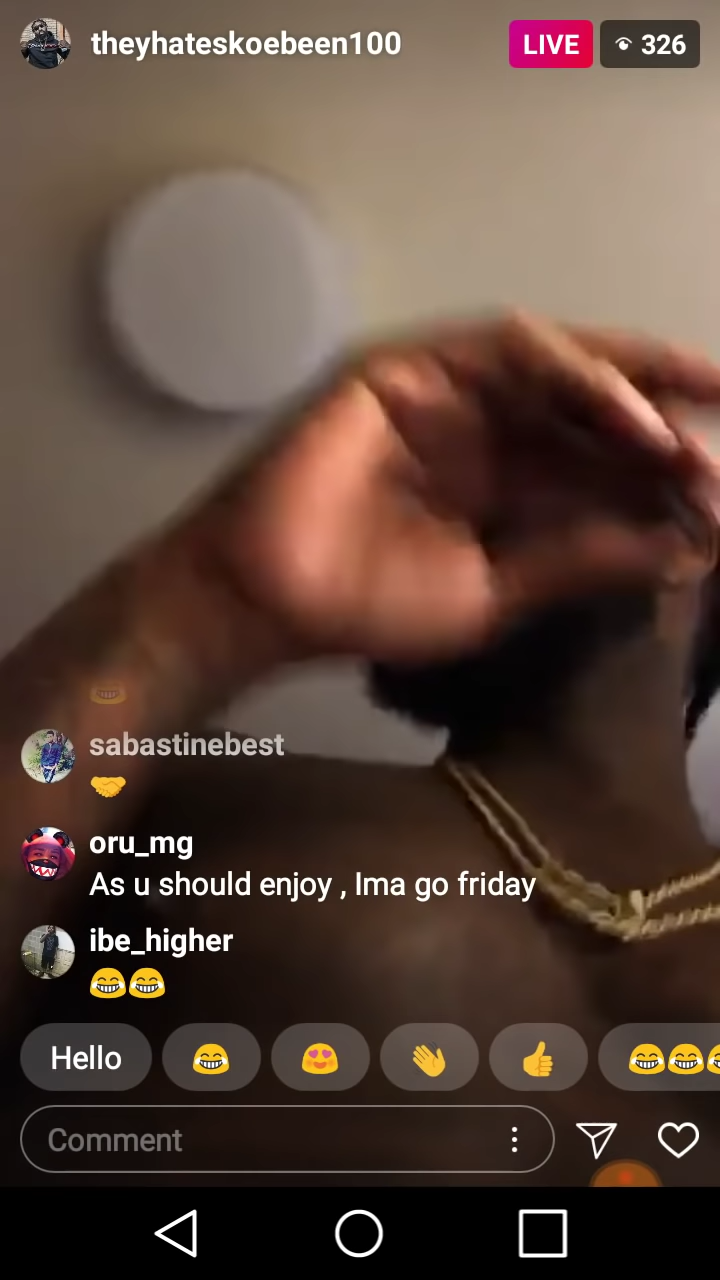 theyhateskoebeen100
LIVE
326
sabastinebest
oru_mg
As u should enjoy , Ima go friday
ibe_higher
Hello
Comment